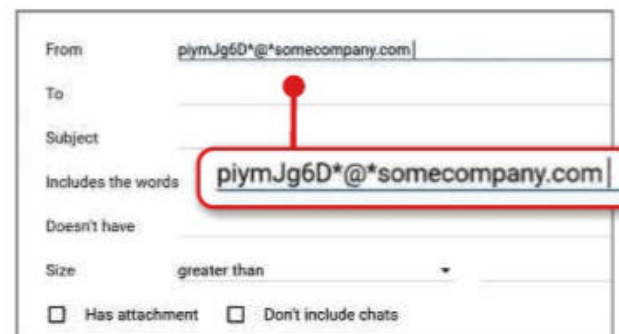 From piymJg6D*@*somecompany.com
To
Subject
Includes the words
piymJg6D*@*somecompany.com
Doesn't have
Size greater than
Has attachment Don't include chats